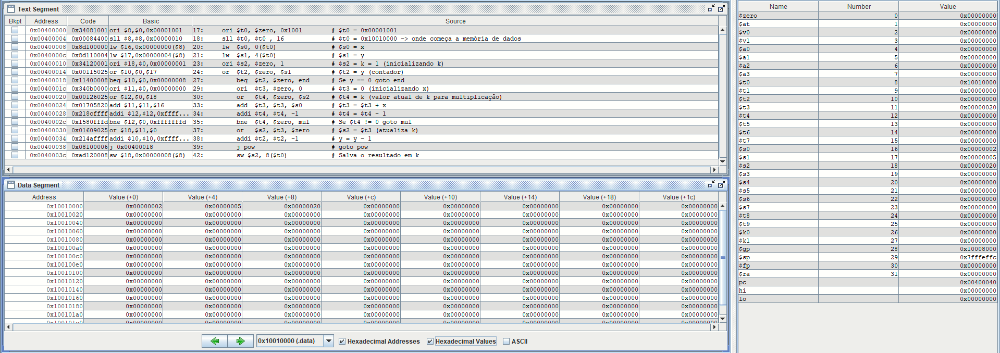 Text Segment
Bkpt Address Code Basic Source
0x00400000 0x34081001 ori $8,$0,0x00001001 17: ori $t0, $zero, 0x1001 # $t0 = 0x00001001
0x00400004 0x00084400 sll $8,$8,0x00000010 18: sll $t0, $t0 , 16 # $t0 = 0x10010000 -> onde começa a memória de dados
0x00400008 0x8d100000 lw $16,0x00000000($8) 20: lw $s0, 0($t0) # $s0 = x
0x0040000c 0x8d110004 lw $17,0x00000004($8) 21: lw $s1, 4($t0) # $s1 = y
0x00400010 0x34120001 ori $18,$0,0x00000001 23: ori $s2, $zero, 1 # $s2 = k = 1 (inicializando k)
0x00400014 0x00115025 or $10,$0,$17 24: or $t2, $zero, $s1 # $t2 = y (contador)
0x00400018 0x11400008 beq $10,$0,0x00000008 27: beq $t2, $zero, end # Se y == 0 goto end
0x0040001c 0x340b0000 ori $11,$0,0x00000000 29: ori $t3, $zero, 0 # $t3 = 0 (inicializando x)
0x00400020 0x00126025 or $12,$0,$18 30: or $t4, $zero, $s2 # $t4 = k (valor atual de k para multiplicação)
0x00400024 0x01705820 add $11,$11,$16 33: add $t3, $t3, $s0 # $t3 = $t3 + x
0x00400028 0x218cffff addi $12,$12,0xffff... 34: addi $t4, $t4, -1 # $t4 = $t4 - 1
0x0040002c 0x1580fffd bne $12,$0,0xfffffffd 35: bne $t4, $zero, mul # Se $t4 != 0 goto mul
0x00400030 0x01609025 or $18,$11,$0 37: or $s2, $t3, $zero # $s2 = $t3 (atualiza k)
0x00400034 0x214affff addi $10,$10,0xffff... 38: addi $t2, $t2, -1 # y = y - 1
0x00400038 0x08100006 j 0x00400018 39: j pow # goto pow
0x0040003c 0xad120008 sw $18,0x00000008($8) 42: sw $s2, 8($t0) # Salva o resultado em k
Data Segment
Address Value (+0) Value (+4) Value (+8) Value (+c) Value (+10) Value (+14) Value (+18) Value (+1c)
0x10010000 0x00000002 0x00000005 0x00000020 0x00000000 0x00000000 0x00000000 0x00000000 0x00000000
0x10010020 0x00000000 0x00000000 0x00000000 0x00000000 0x00000000 0x00000000 0x00000000 0x00000000
0x10010040 0x00000000 0x00000000 0x00000000 0x00000000 0x00000000 0x00000000 0x00000000 0x00000000
0x10010060 0x00000000 0x00000000 0x00000000 0x00000000 0x00000000 0x00000000 0x00000000 0x00000000
0x10010080 0x00000000 0x00000000 0x00000000 0x00000000 0x00000000 0x00000000 0x00000000 0x00000000
0x100100a0 0x00000000 0x00000000 0x00000000 0x00000000 0x00000000 0x00000000 0x00000000 0x00000000
0x100100c0 0x00000000 0x00000000 0x00000000 0x00000000 0x00000000 0x00000000 0x00000000 0x00000000
0x100100e0 0x00000000 0x00000000 0x00000000 0x00000000 0x00000000 0x00000000 0x00000000 0x00000000
0x10010100 0x00000000 0x00000000 0x00000000 0x00000000 0x00000000 0x00000000 0x00000000 0x00000000
0x10010120 0x00000000 0x00000000 0x00000000 0x00000000 0x00000000 0x00000000 0x00000000 0x00000000
0x10010140 0x00000000 0x00000000 0x00000000 0x00000000 0x00000000 0x00000000 0x00000000 0x00000000
0x10010160 0x00000000 0x00000000 0x00000000 0x00000000 0x00000000 0x00000000 0x00000000 0x00000000
0x10010180 0x00000000 0x00000000 0x00000000 0x00000000 0x00000000 0x00000000 0x00000000 0x00000000
0x100101a0 0x00000000 0x00000000 0x00000000 0x00000000 0x00000000 0x00000000 0x00000000 0x00000000
0x10010000 (.data) Hexadecimal Addresses Hexadecimal Values ASCII
Name Number Value
$zero 0 0x00000000
$at 1 0x00000000
$v0 2 0x00000000
$v1 3 0x00000000
$a0 4 0x00000000
$a1 5 0x00000000
$a2 6 0x00000000
$a3 7 0x00000000
$t0 8 0x10010000
$t1 9 0x00000000
$t2 10 0x00000000
$t3 11 0x00000020
$t4 12 0x00000000
$t5 13 0x00000000
$t6 14 0x00000000
$t7 15 0x00000000
$s0 16 0x00000002
$s1 17 0x00000005
$s2 18 0x00000020
$s3 19 0x00000000
$s4 20 0x00000000
$s5 21 0x00000000
$s6 22 0x00000000
$s7 23 0x00000000
$t8 24 0x00000000
$t9 25 0x00000000
$k0 26 0x00000000
$k1 27 0x00000000
$gp 28 0x10008000
$sp 29 0x7fffeffc
$fp 30 0x00000000
$ra 31 0x00000000
pc 0x00400040
hi 0x00000000
lo 0x00000000